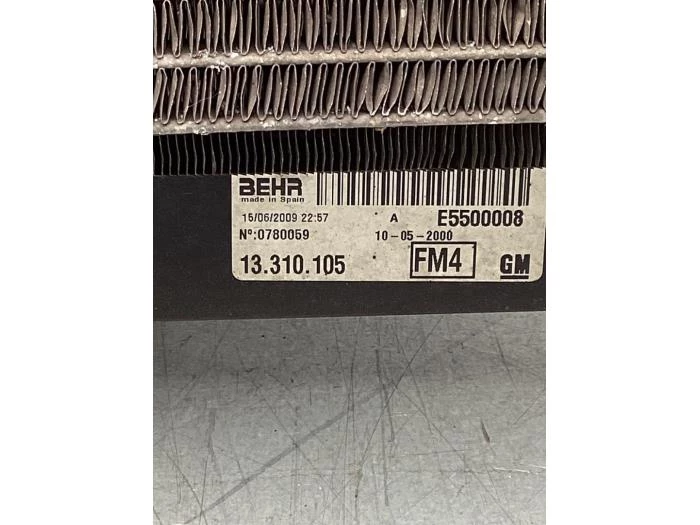 BEHR
made in Spain
15/06/2009 22:57 A E5500008
Nº:0780059 10-05-2000
13.310.105 FM4 GM